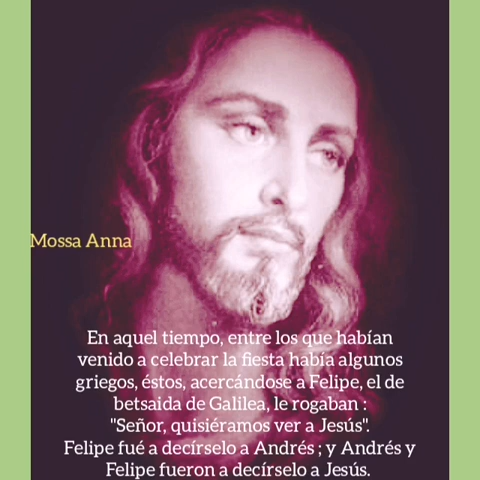 Mossa Anna
En aquel tiempo, entre los que habían
venido a celebrar la fiesta había algunos
griegos, éstos, acercándose a Felipe, el de
betsaida de Galilea, le rogaban :
"Señor, quisiéramos ver a Jesús".
Felipe fué a decírselo a Andrés ; y Andrés y
Felipe fueron a decírselo a Jesús.